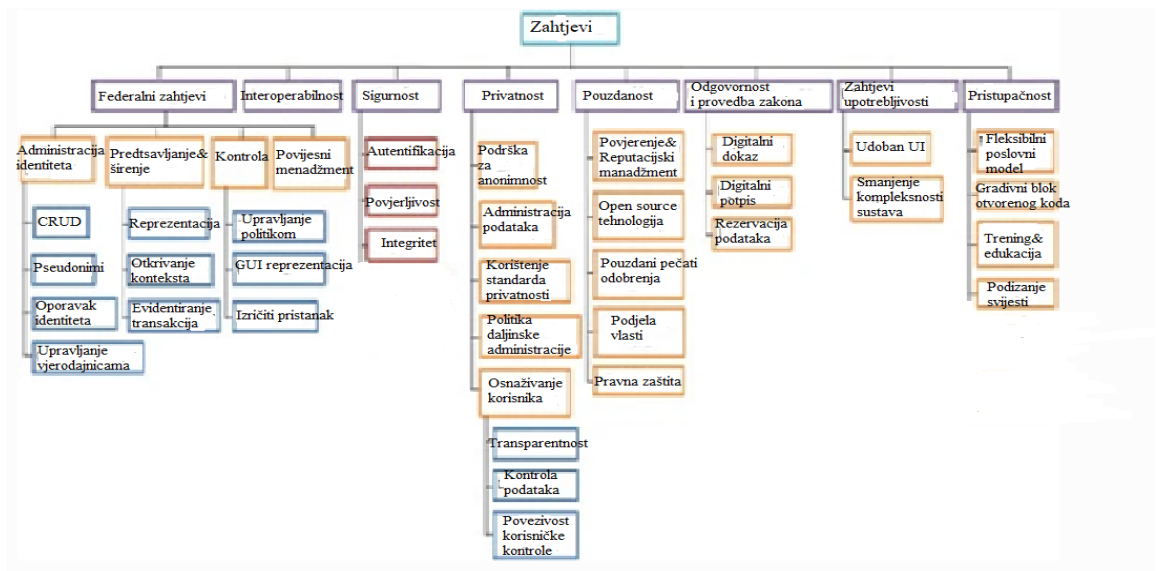 Zahtjevi
Federalni zahtjevi
Interoperabilnost
Sigurnost
Privatnost
Pouzdanost
Odgovornost
i provedba zakona
Zahtjevi
upotrebljivosti
Pristupačnost
Administracija
identiteta
CRUD
Pseudonimi
Oporavak
identiteta
Upravljanje
vjerodajnicama
Predtsavljanje&
širenje
Reprezentacija
Otkrivanje
konteksta
Evidentiranje
transakcija
Kontrola
Upravljanje
politikom
GUI reprezentacija
Izričiti pristanak
Povijesni
menadžment
Autentifikacija
Povjerljivost
Integritet
Podrška
za
anonimnost
Administracija
podataka
Korištenje
standarda
privatnosti
Politika
daljinske
administracije
Osnaživanje
korisnika
Transparentnost
Kontrola
podataka
Povezivost
korisničke
kontrole
Povjerenje&
Reputacijski
manadžment
Open source
tehnologija
Pouzdani pečati
odobrenja
Podjela
vlasti
Pravna zaštita
Digitalni
dokaz
Digitalni
potpis
Rezervacija
podataka
Udoban UI
Smanjenje
kompleksnosti
sustava
Fleksibilni
poslovni
model
Gradivni blok
otvorenog koda
Trening&
edukacija
Podizanje
svijesti